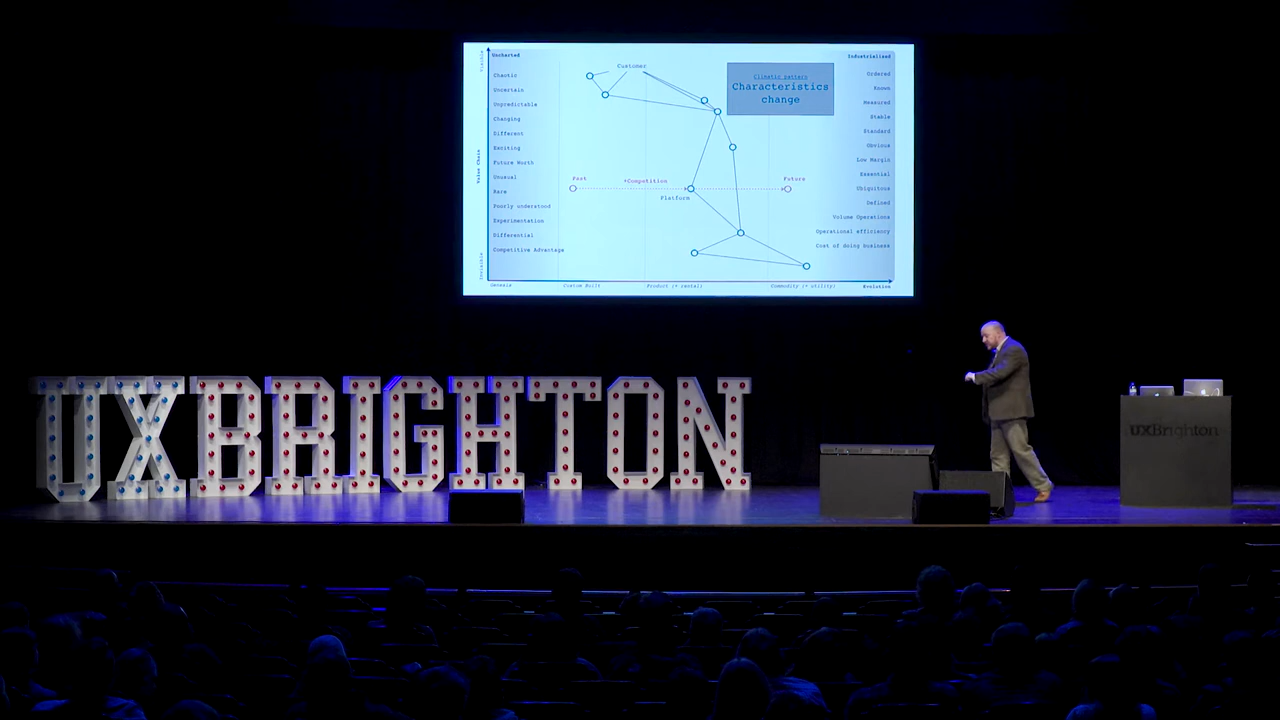 Visible
Uncharted
Industrialised
Customer
Climatic pattern
Characteristics
change
Chaotic
Ordered
Uncertain
Known
Unpredictable
Measured
Changing
Stable
Different
Standard
Exciting
Obvious
Future Worth
Low Margin
Value Chain
Unusual
Essential
Past
+Competition
Future
Rare
Ubiquitous
Platform
Poorly understood
Defined
Experimentation
Volume Operations
Differential
Operational efficiency
Competitive Advantage
Cost of doing business
Invisible
Genesis
Custom Built
Product (+ rental)
Commodity (+ utility)
Evolution
UXBRIGHTON
UXBrighton